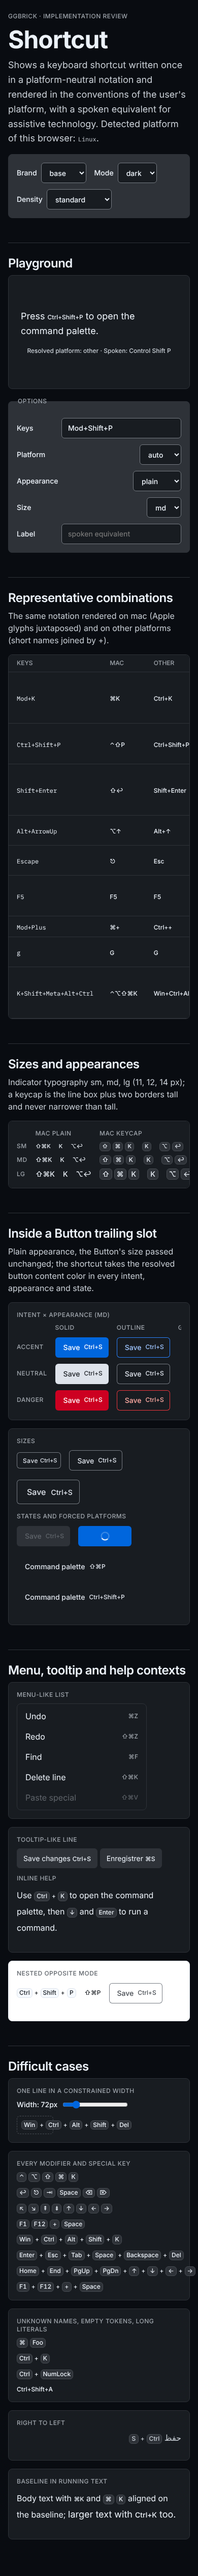 GGBRICK · IMPLEMENTATION REVIEW
Shortcut
Shows a keyboard shortcut written once
in a platform-neutral notation and
rendered in the conventions of the user's
platform, with a spoken equivalent for
assistive technology. Detected platform
of this browser: Linux.
Brand base Mode dark
Density standard
Playground
Press Ctrl+Shift+P to open the
command palette.
Resolved platform: other · Spoken: Control Shift P
OPTIONS
Keys Mod+Shift+P
Platform auto
Appearance plain
Size md
Label spoken equivalent
Representative combinations
The same notation rendered on mac (Apple
glyphs juxtaposed) and on other platforms
(short names joined by +).
KEYS MAC OTHER
Mod+K ⌘K Ctrl+K
Ctrl+Shift+P ⌃⇧P Ctrl+Shift+P
Shift+Enter ⇧↩ Shift+Enter
Alt+ArrowUp ⌥↑ Alt+↑
Escape ⎋ Esc
F5 F5 F5
Mod+Plus ⌘+ Ctrl++
g G G
K+Shift+Meta+Alt+Ctrl ⌃⌥⇧⌘K Win+Ctrl+Al
Sizes and appearances
Indicator typography sm, md, lg (11, 12, 14 px);
a keycap is the line box plus two borders tall
and never narrower than tall.
MAC PLAIN MAC KEYCAP
SM ⇧⌘K K ⌥↩ ⇧ ⌘ K K ⌥ ↩
MD ⇧⌘K K ⌥↩ ⇧ ⌘ K K ⌥ ↩
LG ⇧⌘K K ⌥↩ ⇧ ⌘ K K ⌥ ↩
Inside a Button trailing slot
Plain appearance, the Button's size passed
unchanged; the shortcut takes the resolved
button content color in every intent,
appearance and state.
INTENT × APPEARANCE (MD)
SOLID OUTLINE
ACCENT Save Ctrl+S Save Ctrl+S
NEUTRAL Save Ctrl+S Save Ctrl+S
DANGER Save Ctrl+S Save Ctrl+S
SIZES
Save Ctrl+S Save Ctrl+S
Save Ctrl+S
STATES AND FORCED PLATFORMS
Save Ctrl+S
Command palette ⇧⌘P
Command palette Ctrl+Shift+P
Menu, tooltip and help contexts
MENU-LIKE LIST
Undo ⌘Z
Redo ⇧⌘Z
Find ⌘F
Delete line ⇧⌘K
Paste special ⇧⌘V
TOOLTIP-LIKE LINE
Save changes Ctrl+S Enregistrer ⌘S
INLINE HELP
Use Ctrl + K to open the command
palette, then ↓ and Enter to run a
command.
NESTED OPPOSITE MODE
Ctrl + Shift + P ⇧⌘P Save Ctrl+S
Difficult cases
ONE LINE IN A CONSTRAINED WIDTH
Width: 72px
Win + Ctrl + Alt + Shift + Del
EVERY MODIFIER AND SPECIAL KEY
⌃ ⌥ ⇧ ⌘ K
↩ ⎋ ⇥ Space ⌫ ⌦
↖ ↘ ⇞ ⇟ ↑ ↓ ← →
F1 F12 + Space
Win + Ctrl + Alt + Shift + K
Enter + Esc + Tab + Space + Backspace + Del
Home + End + PgUp + PgDn + ↑ + ↓ + ← + →
F1 + F12 + + + Space
UNKNOWN NAMES, EMPTY TOKENS, LONG
LITERALS
⌘ Foo
Ctrl + K
Ctrl + NumLock
Ctrl+Shift+A
RIGHT TO LEFT
حفظ Ctrl + S
BASELINE IN RUNNING TEXT
Body text with ⌘K and ⌘ K aligned on
the baseline; larger text with Ctrl+K too.